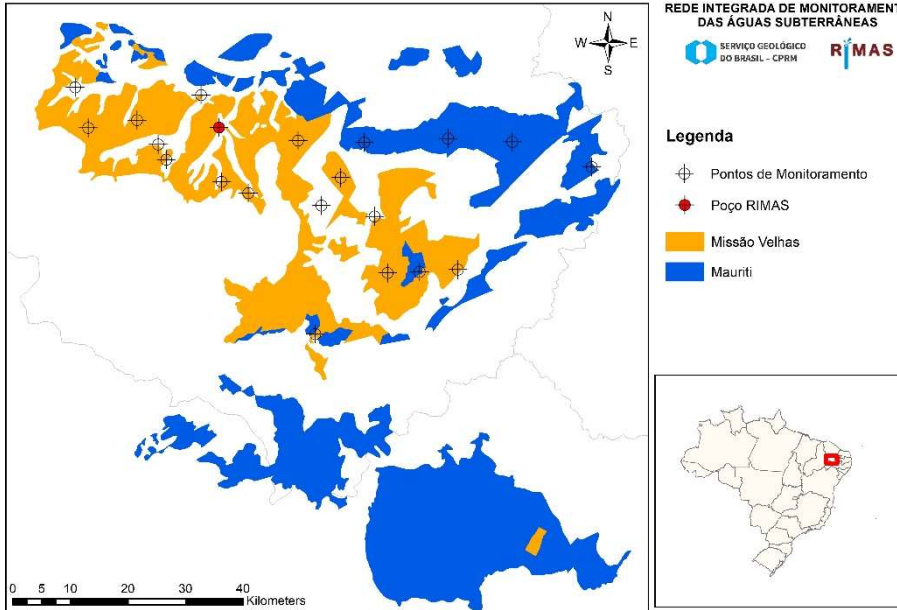 REDE INTEGRADA DE MONITORAMEN
DAS ÁGUAS SUBTERRÂNEAS
SERVIÇO GEOLÓGICO
DO BRASIL – CPRM
RIMAS
N
W E
S
Legenda
Pontos de Monitoramento
Poço RIMAS
Missão Velhas
Mauriti
0 5 10 20 30 40
Kilometers